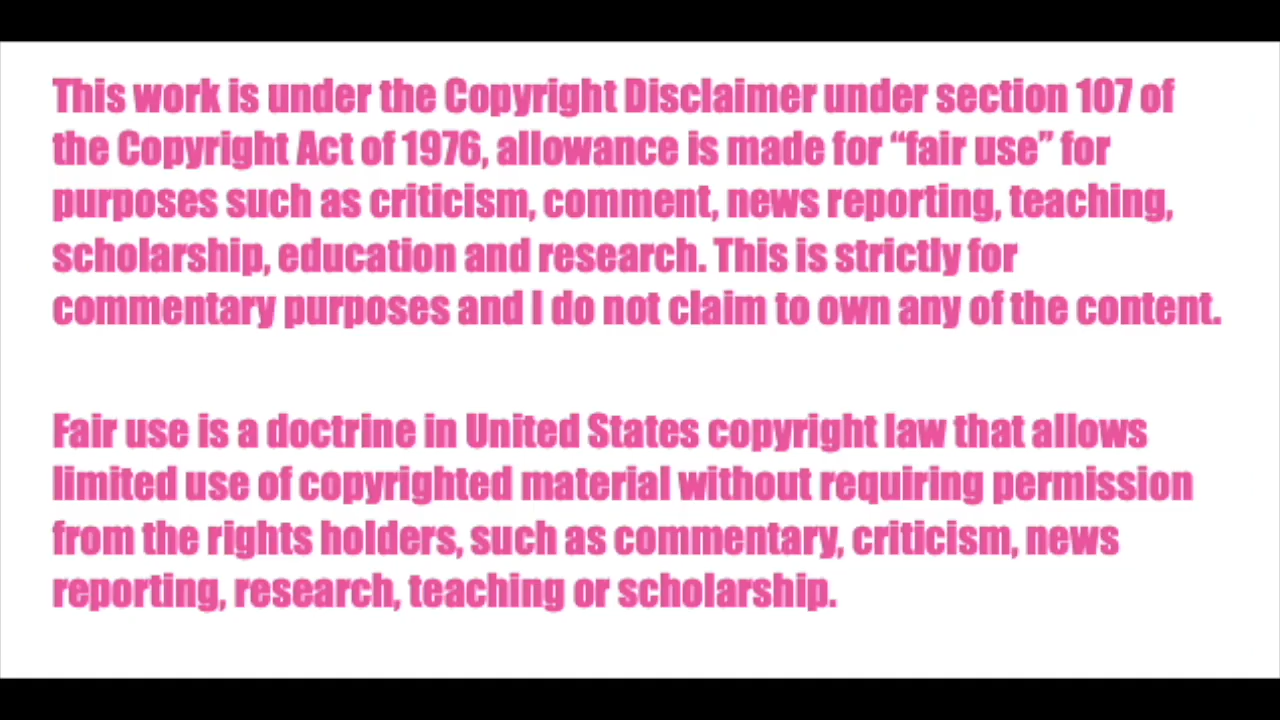 This work is under the Copyright Disclaimer under section 107 of
the Copyright Act of 1976, allowance is made for “fair use” for
purposes such as criticism, comment, news reporting, teaching,
scholarship, education and research. This is strictly for
commentary purposes and I do not claim to own any of the content.
Fair use is a doctrine in United States copyright law that allows
limited use of copyrighted material without requiring permission
from the rights holders, such as commentary, criticism, news
reporting, research, teaching or scholarship.